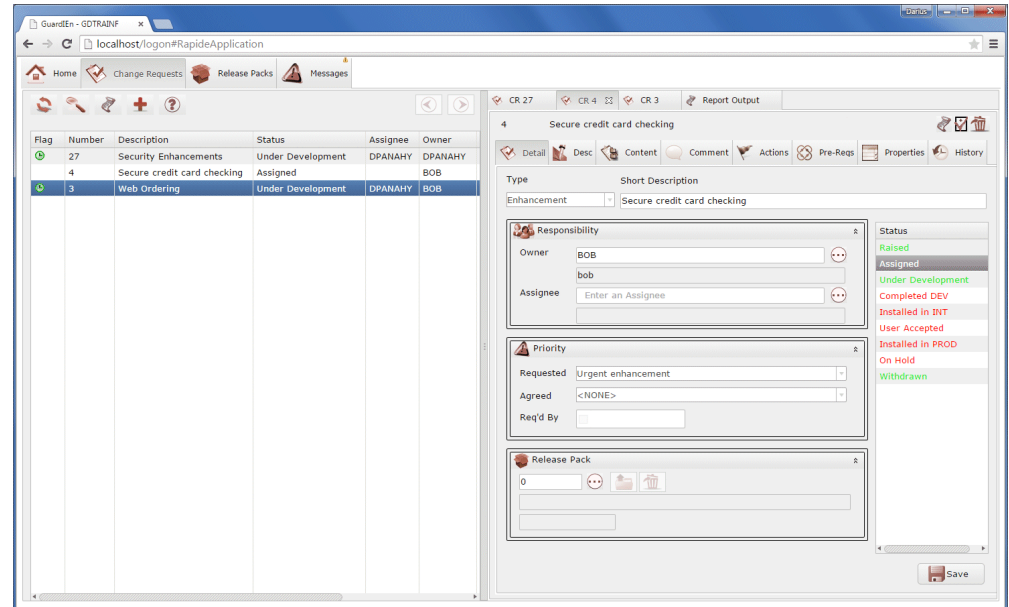 Darius
GuardIEn - GDTRAINF
localhost/logon#RapideApplication
Home Change Requests Release Packs Messages
CR 27 CR 4 CR 3 Report Output
4 Secure credit card checking
Flag Number Description Status Assignee Owner
27 Security Enhancements Under Development DPANAHY DPANAHY
4 Secure credit card checking Assigned BOB
3 Web Ordering Under Development DPANAHY BOB
Detail Desc Content Comment Actions Pre-Reqs Properties History
Type Short Description
Enhancement Secure credit card checking
Responsibility
Owner BOB
bob
Assignee Enter an Assignee
Status
Raised
Assigned
Under Development
Completed DEV
Installed in INT
User Accepted
Installed in PROD
On Hold
Withdrawn
Priority
Requested Urgent enhancement
Agreed <NONE>
Req'd By
Release Pack
0
Save